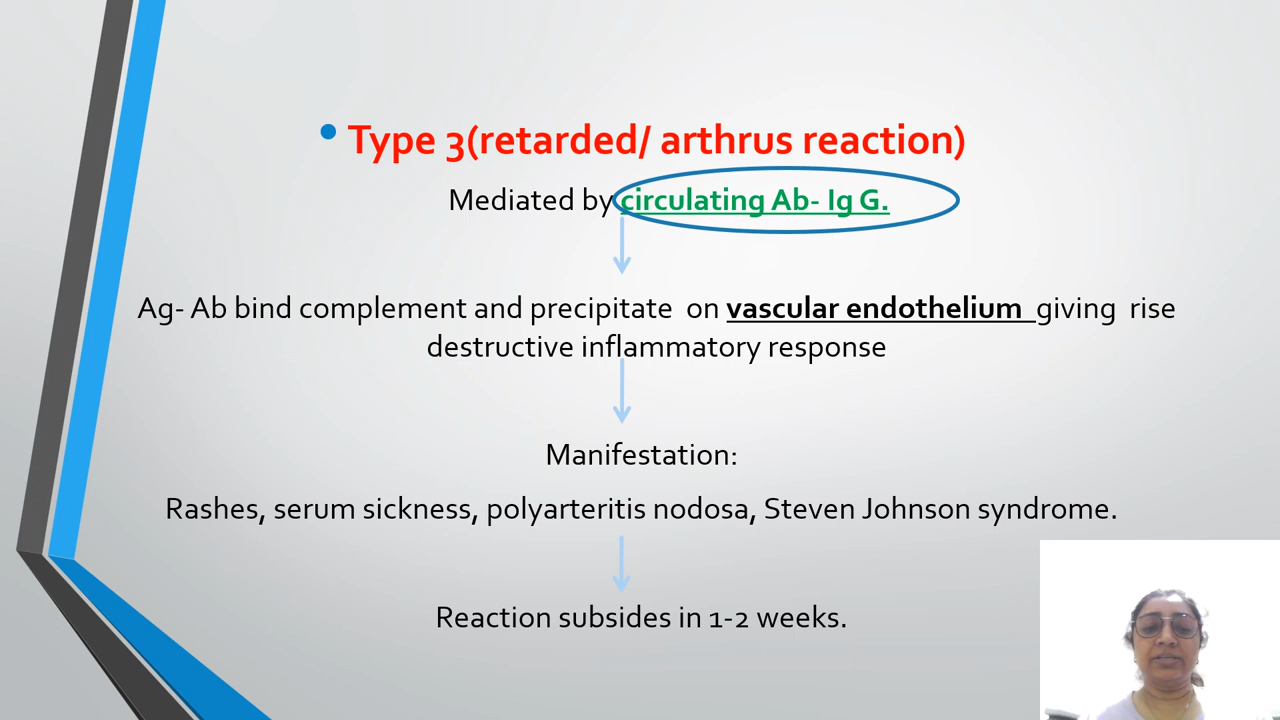 Type 3(retarded/ arthrus reaction)
Mediated by circulating Ab- Ig G.
Ag- Ab bind complement and precipitate on vascular endothelium giving rise
destructive inflammatory response
Manifestation:
Rashes, serum sickness, polyarteritis nodosa, Steven Johnson syndrome.
Reaction subsides in 1-2 weeks.